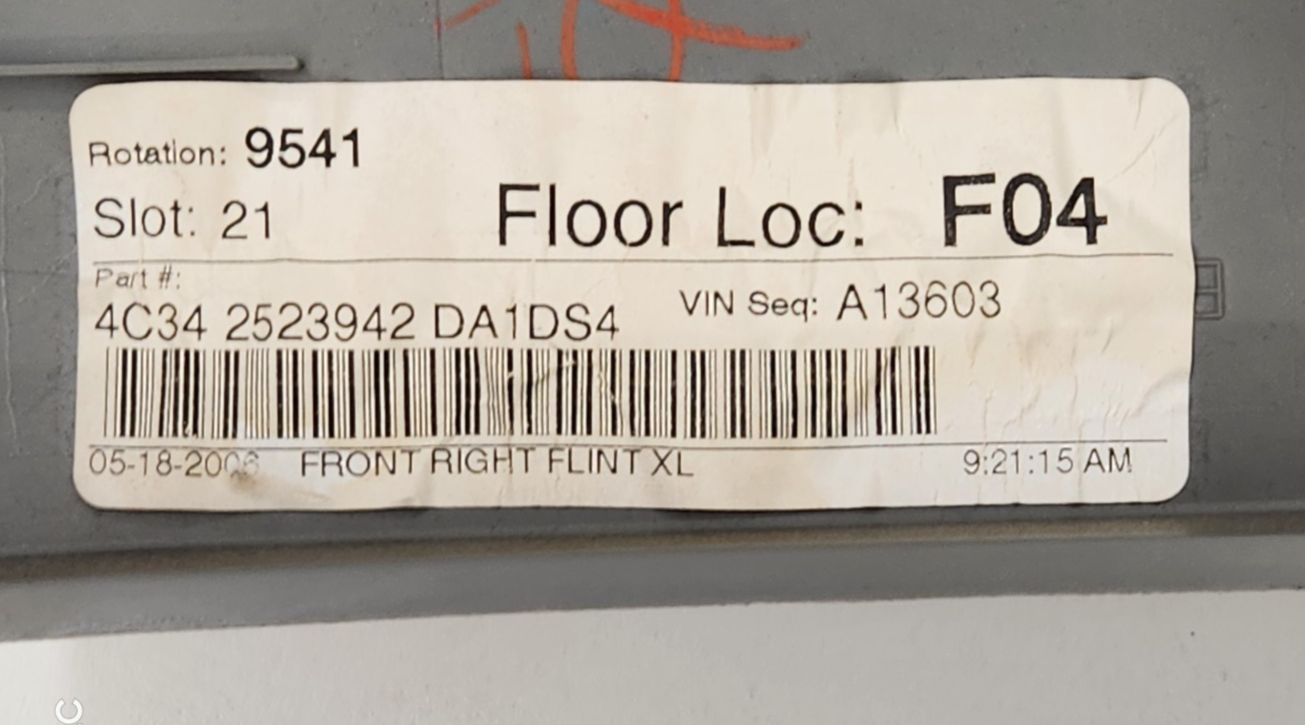 Rotation: 9541
Slot: 21 Floor Loc: F04
Part #:
4C34 2523942 DA1DS4 VIN Seq: A13603
FRONT RIGHT FLINT XL 9:21:15 AM